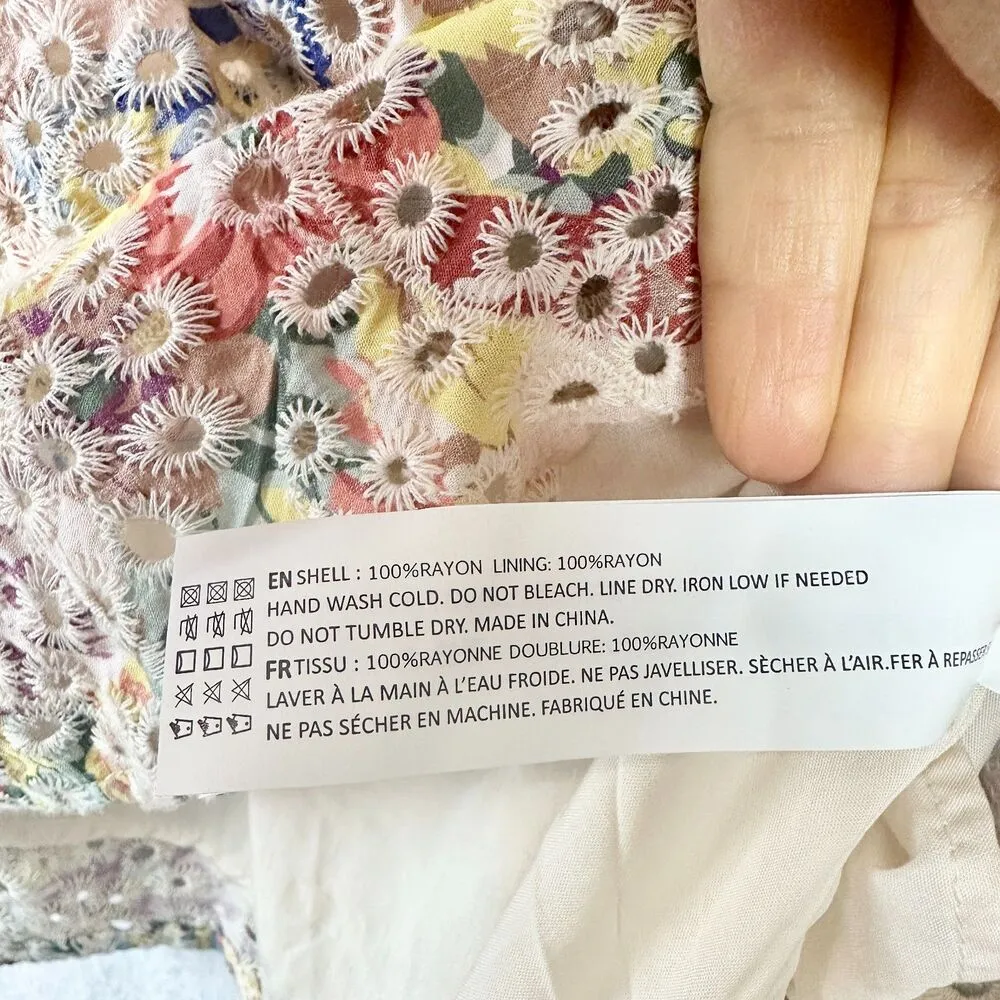 EN SHELL : 100%RAYON LINING: 100%RAYON
HAND WASH COLD. DO NOT BLEACH. LINE DRY. IRON LOW IF NEEDED
DO NOT TUMBLE DRY. MADE IN CHINA.
FR TISSU : 100%RAYONNE DOUBLURE: 100%RAYONNE
LAVER À LA MAIN À L'EAU FROIDE. NE PAS JAVELLISER. SÈCHER À L'AIR.FER À REPASSER
NE PAS SÉCHER EN MACHINE. FABRIQUÉ EN CHINE.